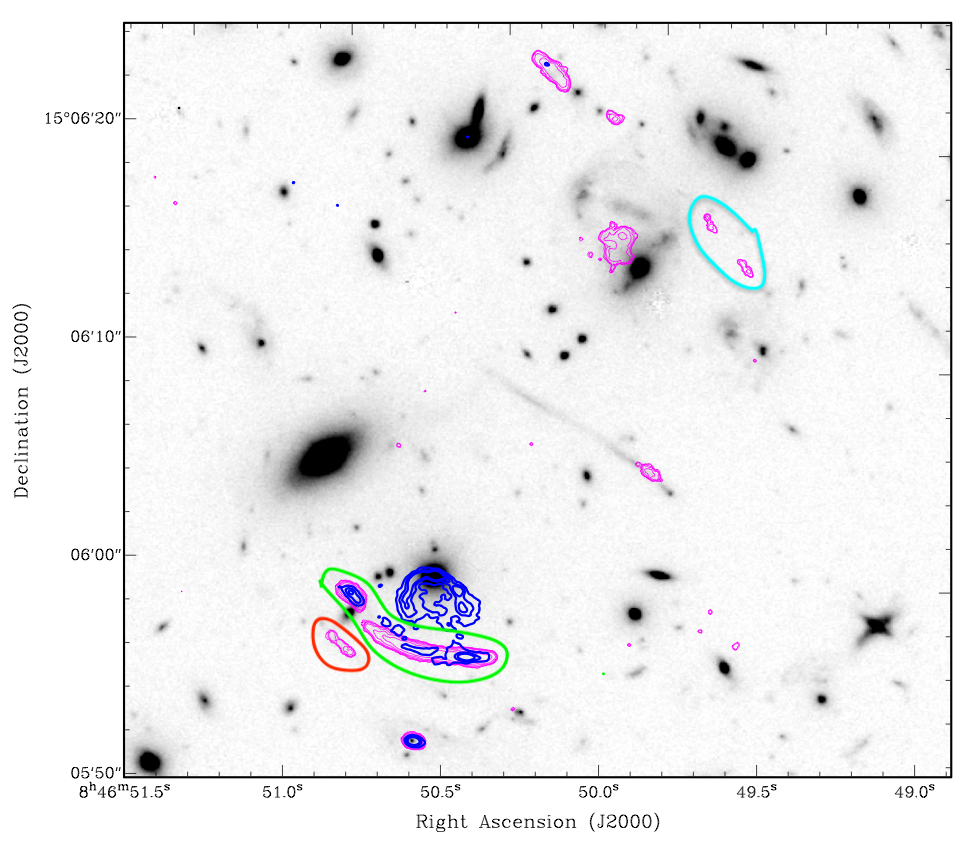 15:06'20"
06'10"
06'00"
05'50"
Declination (J2000)
8ʰ46ᵐ51.5ˢ
51.0ˢ
50.5ˢ
50.0ˢ
49.5ˢ
49.0ˢ
Right Ascension (J2000)